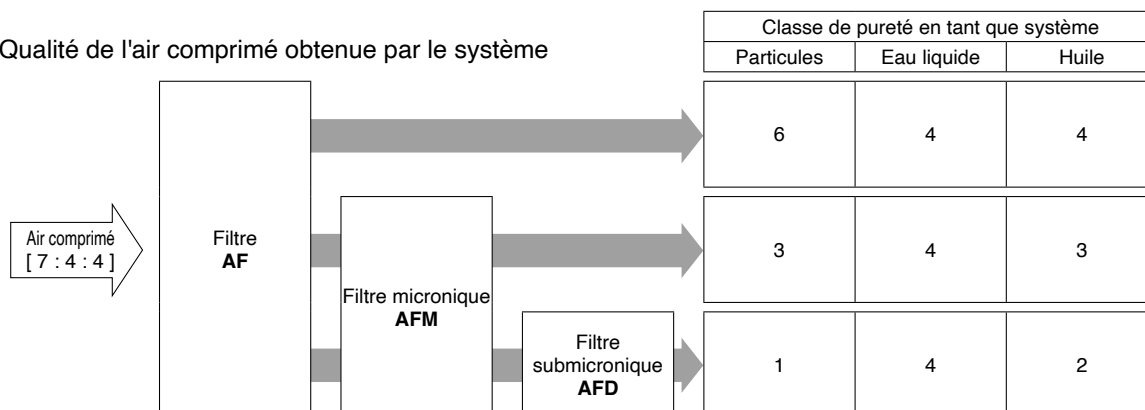 Qualité de l'air comprimé obtenue par le système
Classe de pureté en tant que système
Particules Eau liquide Huile
6 4 4
Air comprimé
[ 7 : 4 : 4 ]
Filtre
AF
3 4 3
Filtre micronique
AFM
Filtre
submicronique
AFD
1 4 2